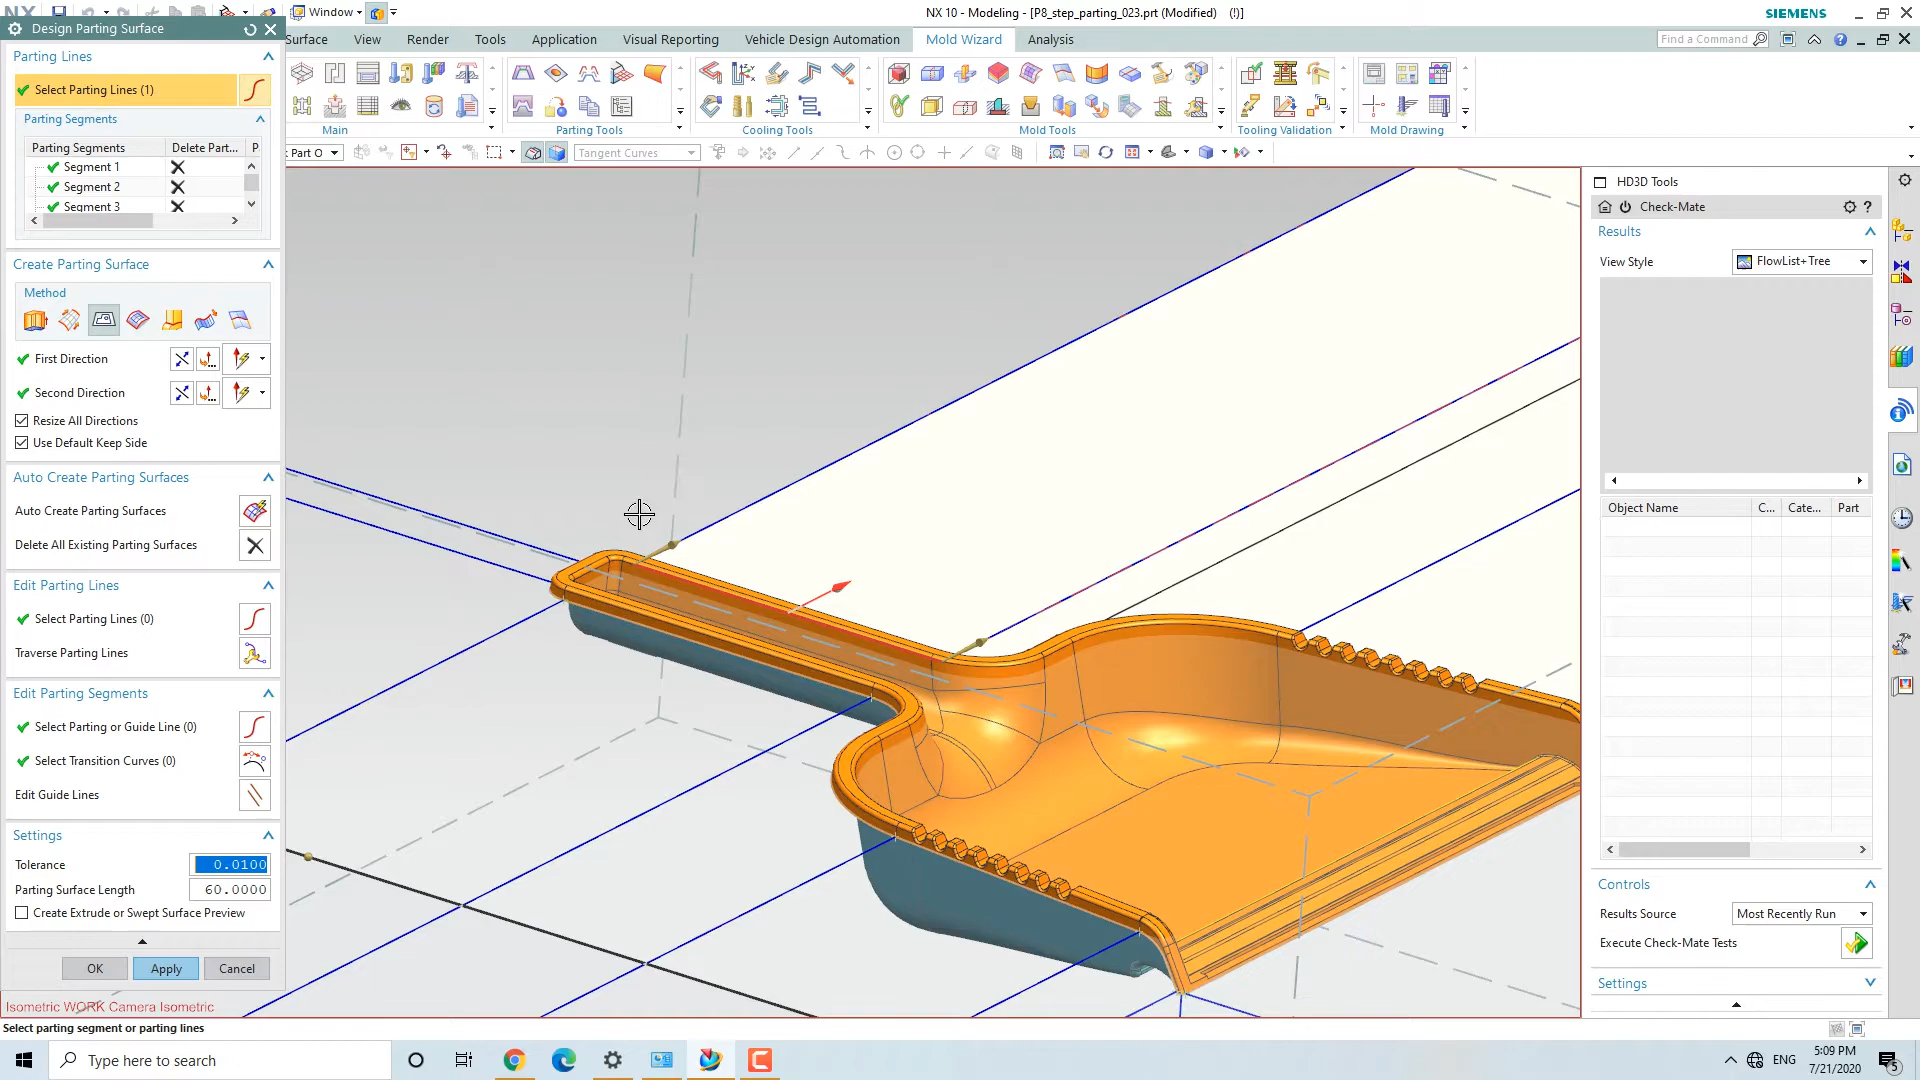 NX
Window
NX 10 - Modeling - [P8_step_parting_023.prt (Modified) (!)]
SIEMENS
Design Parting Surface
Surface
View
Render
Tools
Application
Visual Reporting
Vehicle Design Automation
Mold Wizard
Analysis
Find a Command
Parting Lines
Select Parting Lines (1)
Parting Segments
Parting Segments
Delete Part...
P
Segment 1
Segment 2
Segment 3
Main
Parting Tools
Cooling Tools
Mold Tools
Tooling Validation
Mold Drawing
t Part O
Tangent Curves
HD3D Tools
Check-Mate
Results
View Style
FlowList+Tree
Create Parting Surface
Method
First Direction
Second Direction
Resize All Directions
Use Default Keep Side
Auto Create Parting Surfaces
Auto Create Parting Surfaces
Delete All Existing Parting Surfaces
Object Name
C...
Cate...
Part
Edit Parting Lines
Select Parting Lines (0)
Traverse Parting Lines
Edit Parting Segments
Select Parting or Guide Line (0)
Select Transition Curves (0)
Edit Guide Lines
Settings
Tolerance
0.0100
Parting Surface Length
60.0000
Create Extrude or Swept Surface Preview
OK
Apply
Cancel
Controls
Results Source
Most Recently Run
Execute Check-Mate Tests
Settings
Isometric WORK Camera Isometric
Select parting segment or parting lines
Type here to search
ENG
5:09 PM
7/21/2020
5